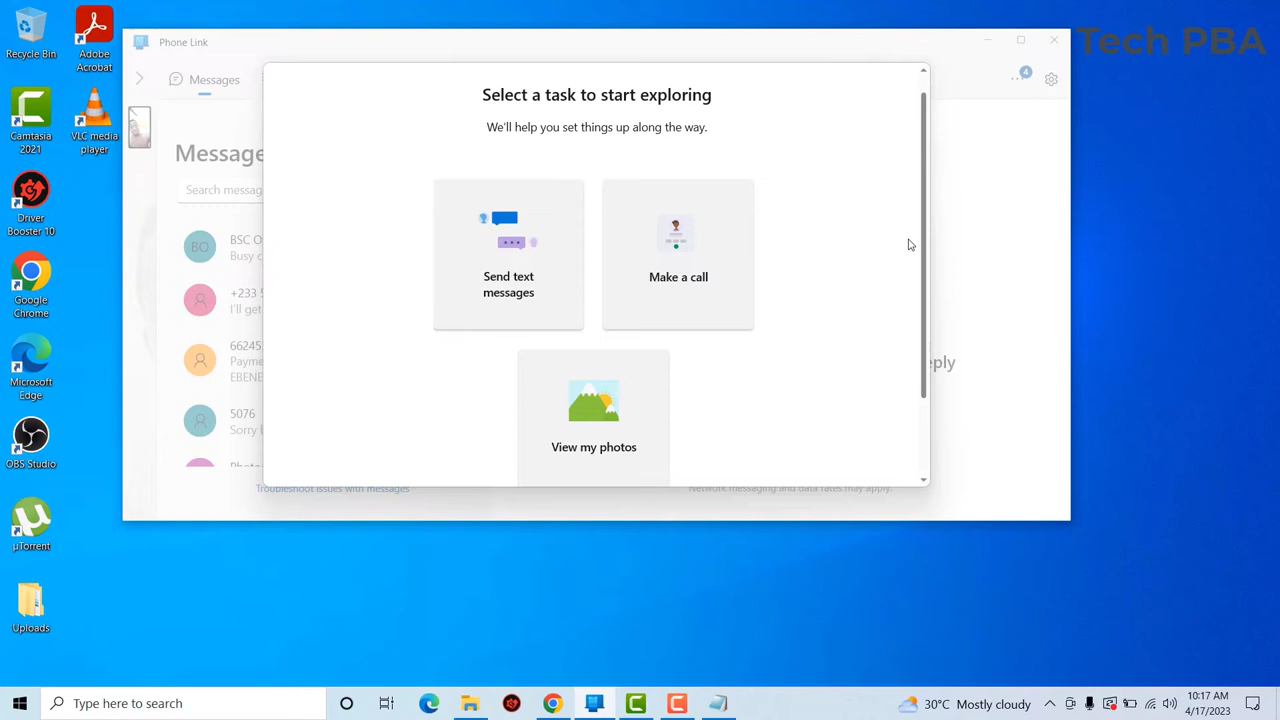 Recycle Bin
Adobe
Acrobat
Camtasia
2021
VLC media
player
Driver
Booster 10
Google
Chrome
Microsoft
Edge
OBS Studio
µTorrent
Uploads
Tech PBA
Phone Link
Messages
4
Message
Search messag
BO
BSC O
Busy c
+233 5
I'll get
66245
Payme
EBENE
5076
Sorry b
Troubleshoot issues with messages
eply
Network messaging and data rates may apply.
Select a task to start exploring
We'll help you set things up along the way.
Send text
messages
Make a call
View my photos
Type here to search
30°C Mostly cloudy
10:17 AM
4/17/2023